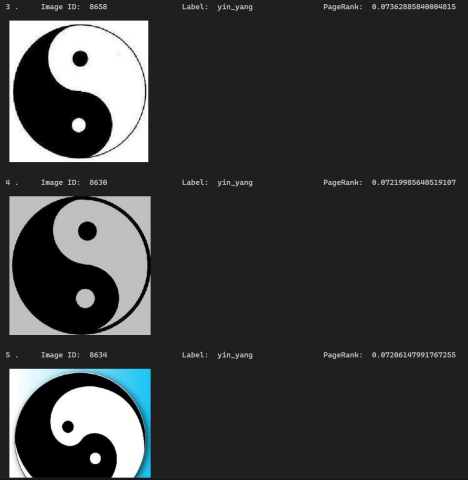 3 . Image ID: 8658 Label: yin_yang PageRank: 0.07362885840004815
4 . Image ID: 8630 Label: yin_yang PageRank: 0.07219985640519107
5 . Image ID: 8634 Label: yin_yang PageRank: 0.07206147991767255